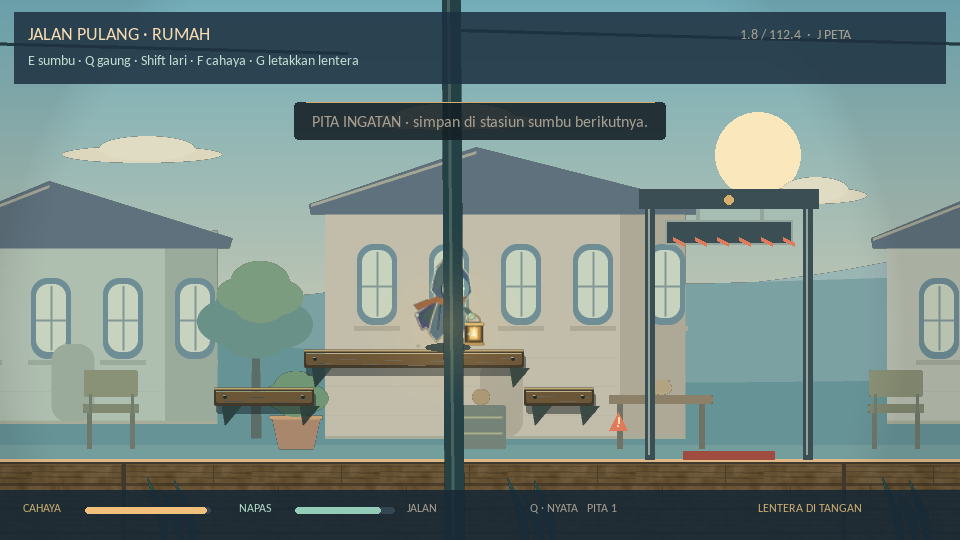 JALAN PULANG · RUMAH
1.8 / 112.4 · J PETA
E sumbu · Q gaung · Shift lari · F cahaya · G letakkan lentera
PITA INGATAN · simpan di stasiun sumbu berikutnya.
!
CAHAYA
NAPAS
JALAN
Q · NYATA PITA 1
LENTERA DI TANGAN